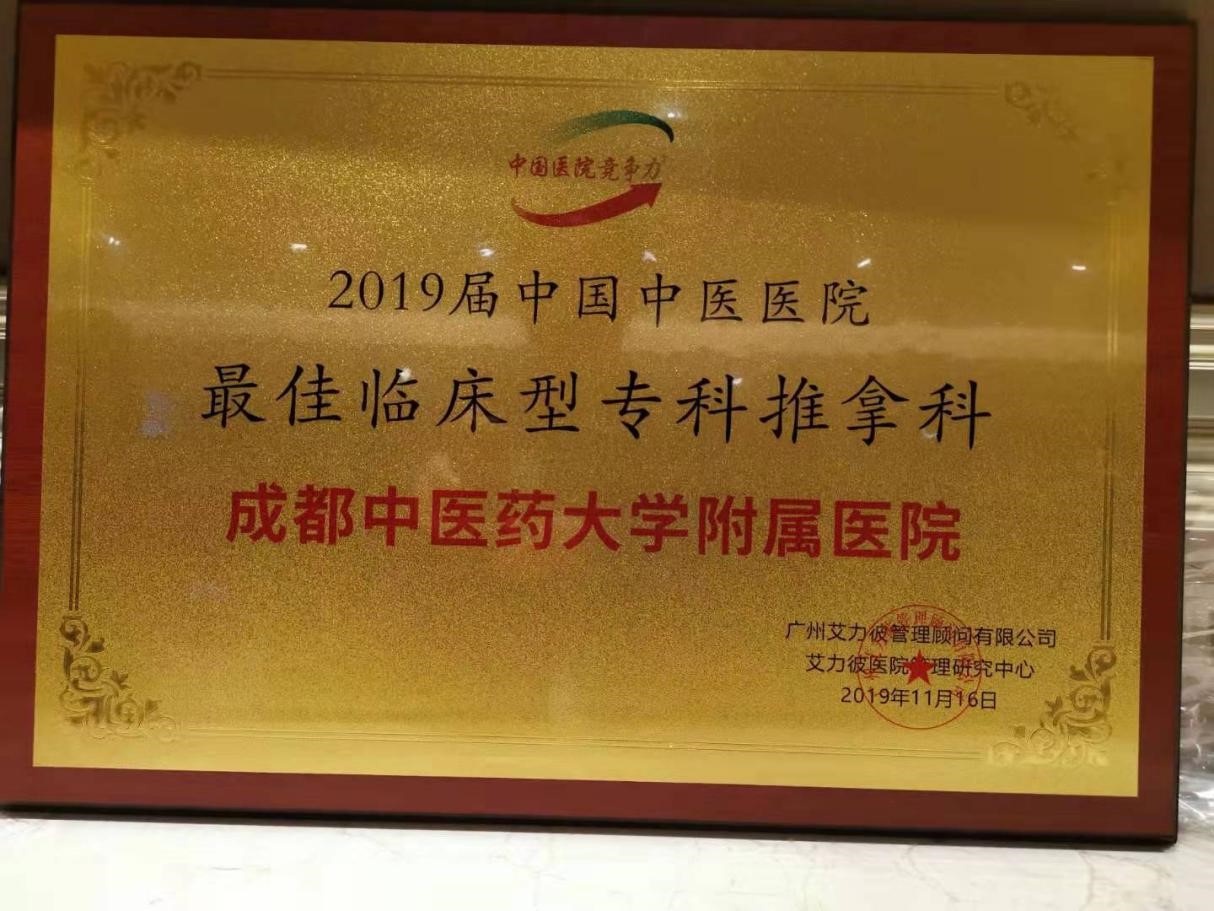 中国医院竞争力
2019届中国中医医院
最佳临床型专科推拿科
成都中医药大学附属医院
广州艾力彼管理顾问有限公司
艾力彼医院管理研究中心
2019年11月16日